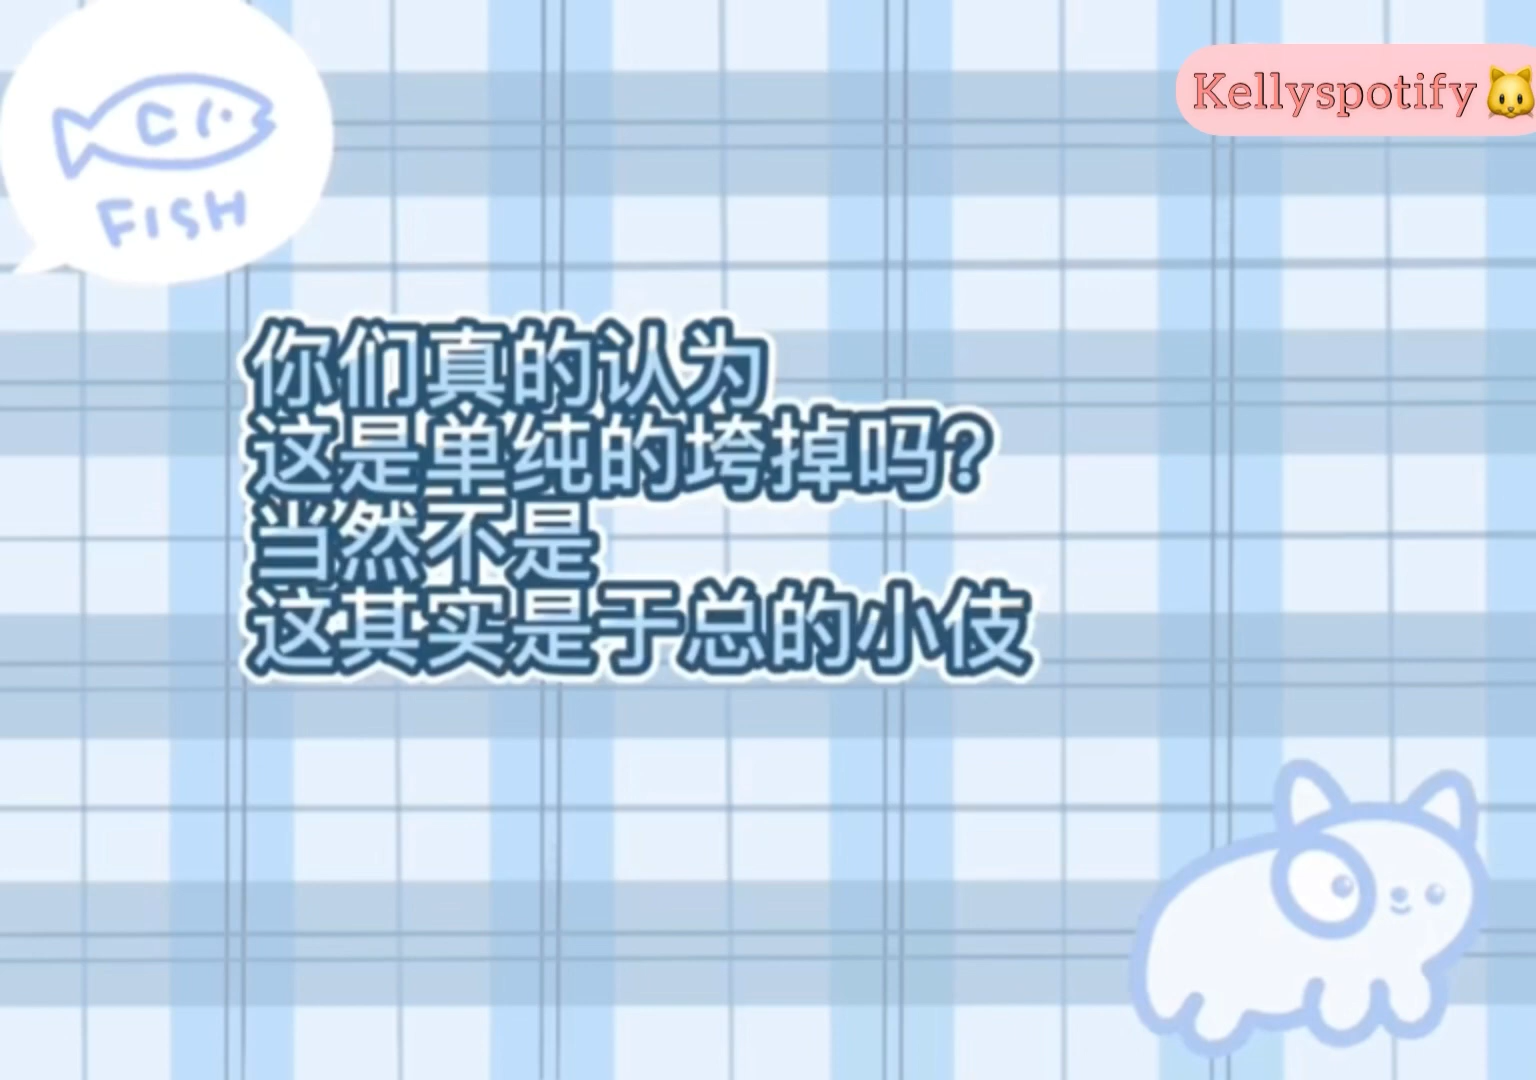 FISH
Kellyspotify🐱
你们真的认为
这是单纯的垮掉吗？
当然不是
这其实是于总的小伎